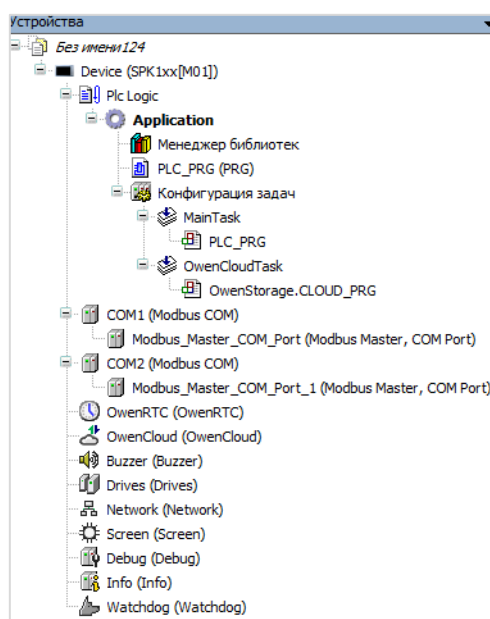 Устройства
Без имени124
Device (SPK1xx[M01])
Plc Logic
Application
Менеджер библиотек
PLC_PRG (PRG)
Конфигурация задач
MainTask
PLC_PRG
OwenCloudTask
OwenStorage.CLOUD_PRG
COM1 (Modbus COM)
Modbus_Master_COM_Port (Modbus Master, COM Port)
COM2 (Modbus COM)
Modbus_Master_COM_Port_1 (Modbus Master, COM Port)
OwenRTC (OwenRTC)
OwenCloud (OwenCloud)
Buzzer (Buzzer)
Drives (Drives)
Network (Network)
Screen (Screen)
Debug (Debug)
Info (Info)
Watchdog (Watchdog)